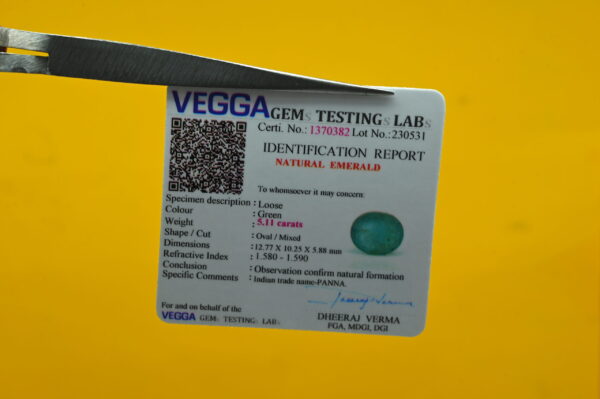 VEGGA GEMs TESTINGs LABs
Certi. No.: 1370382 Lot No.: 230531
IDENTIFICATION REPORT
NATURAL EMERALD
To whomsoever it may concern:
Specimen description : Loose
Colour : Green
Weight : 5.11 carats
Shape / Cut : Oval / Mixed
Dimensions : 12.77 X 10.25 X 5.88 mm
Refractive Index : 1.580 - 1.590
Conclusion : Observation confirm natural formation
Specific Comments : Indian trade name-PANNA.
For and on behalf of the
VEGGA GEMs TESTINGs LABs
DHEERAJ VERMA
FGA, MDGI, DGI